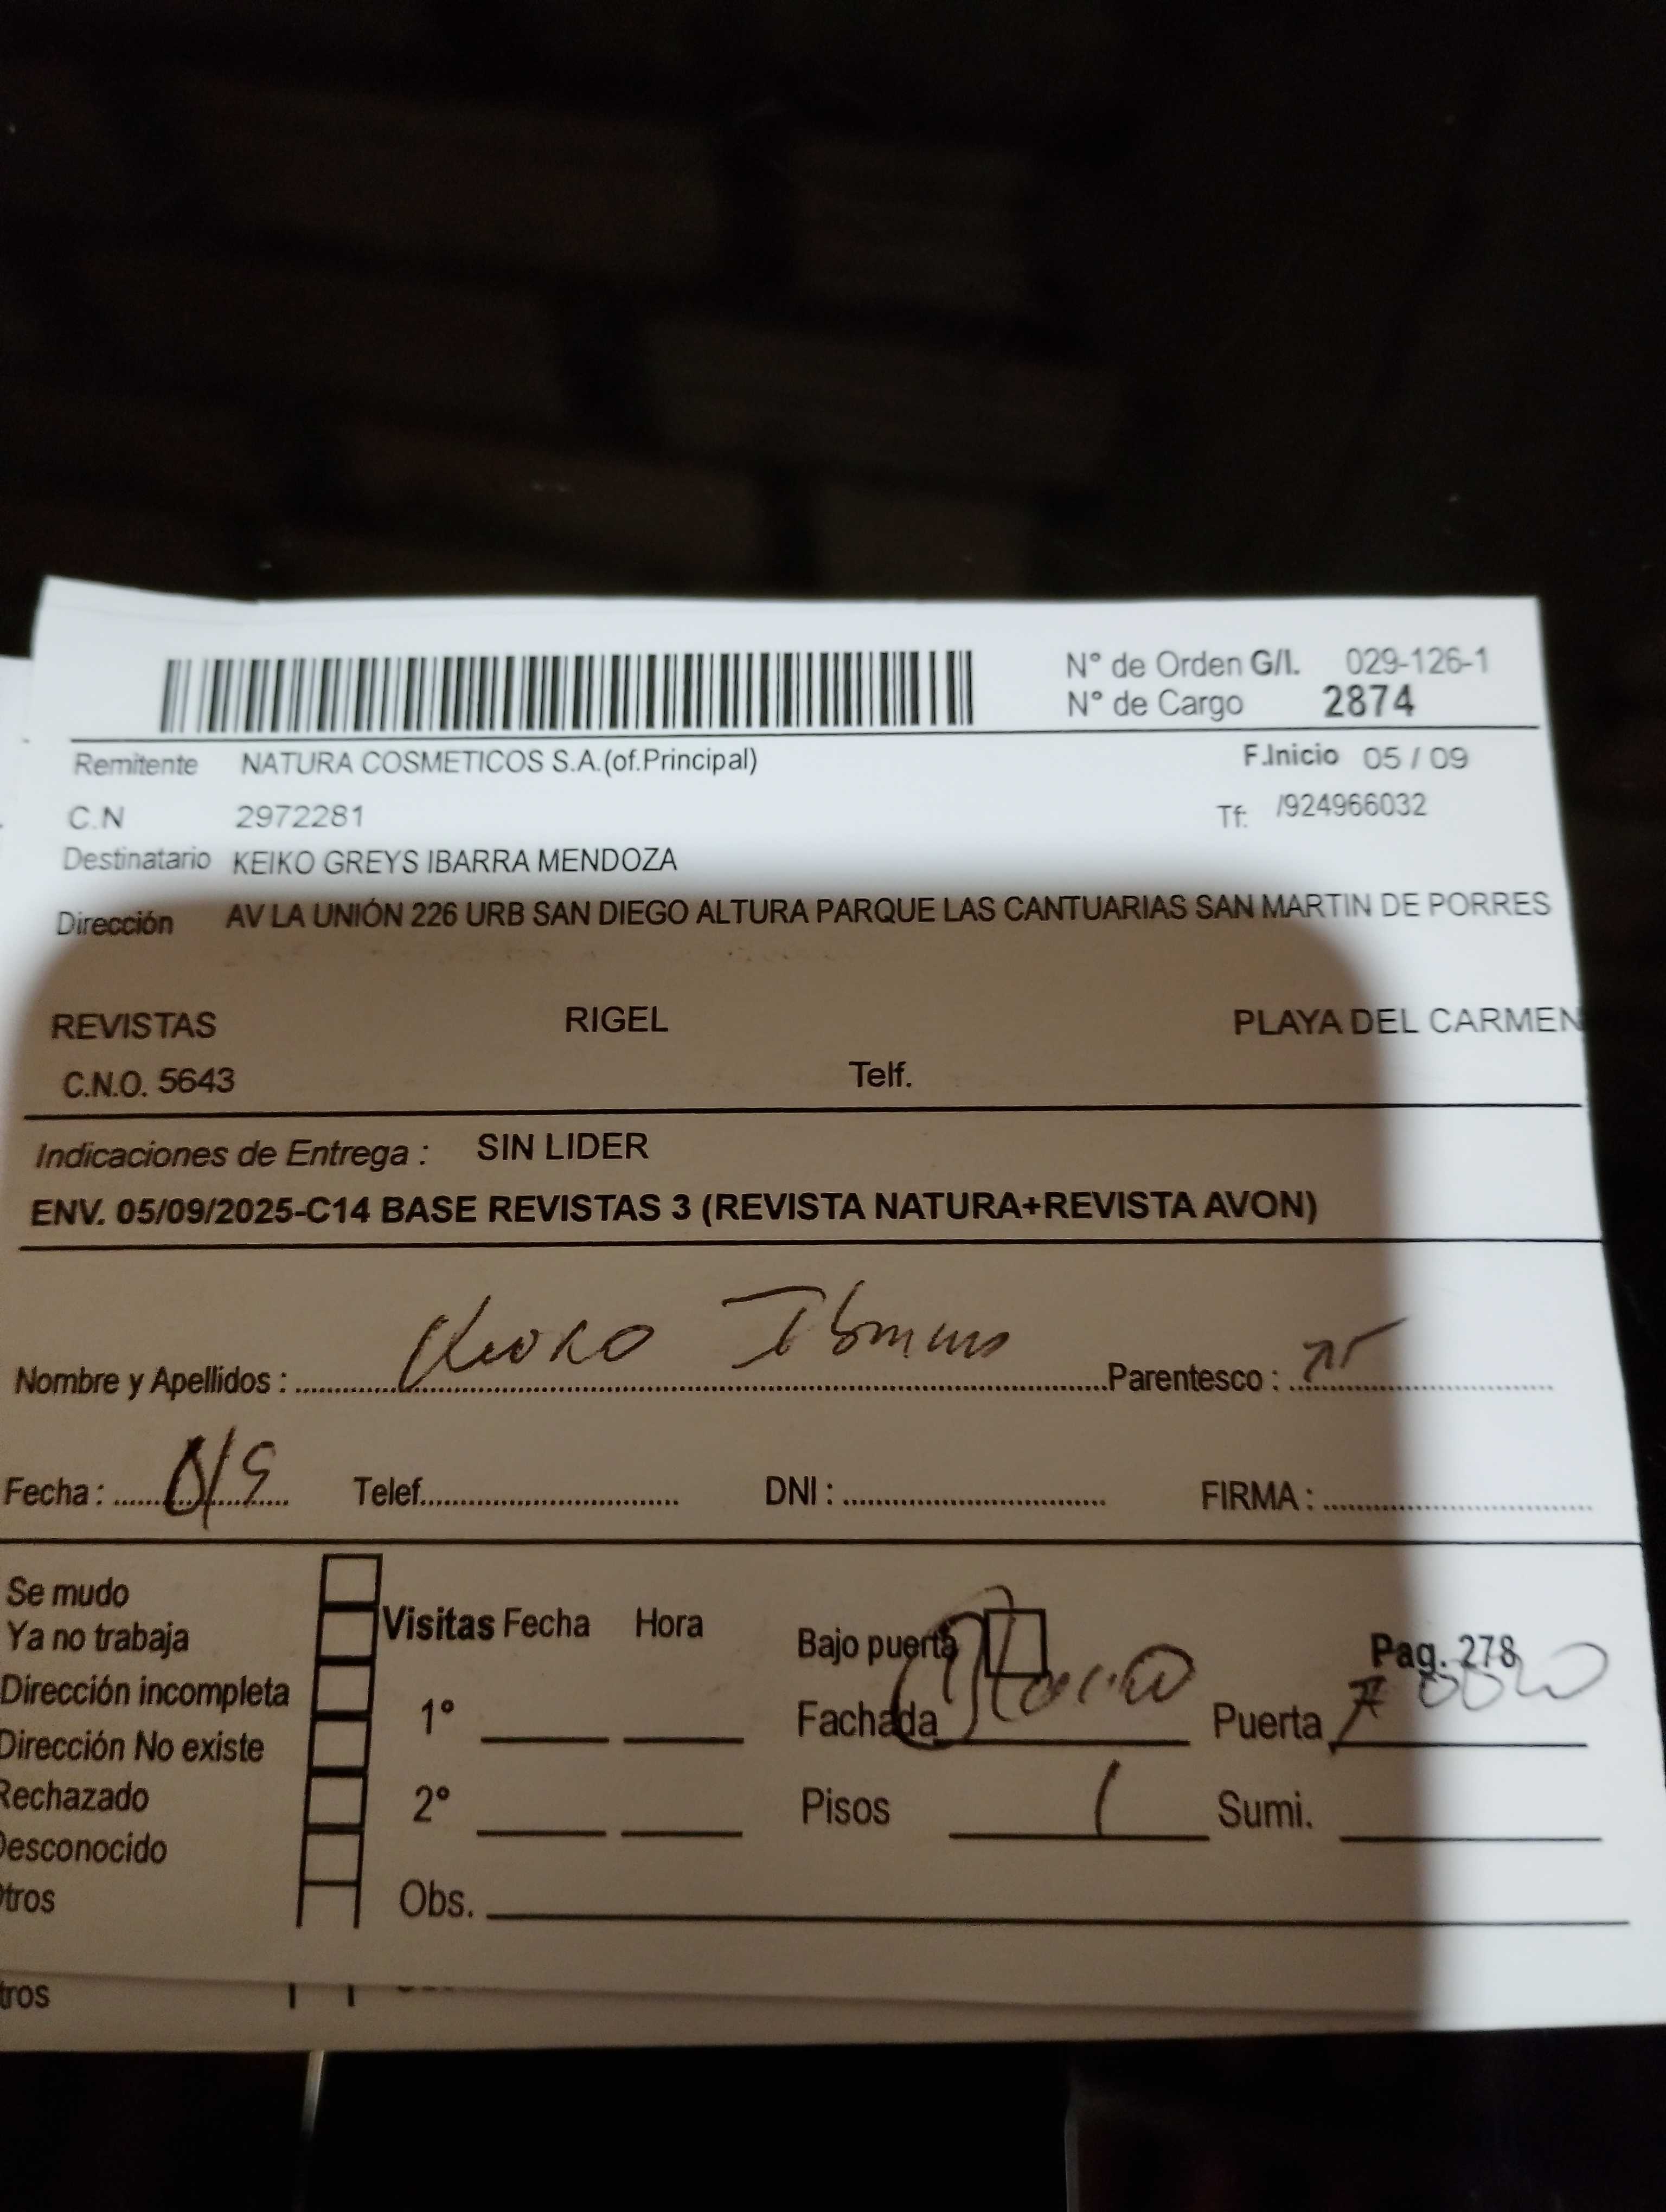 N° de Orden G/I. 029-126-1
N° de Cargo 2874
Remitente NATURA COSMETICOS S.A.(of.Principal) F.Inicio 05 / 09
C.N 2972281 Tf: /924966032
Destinatario KEIKO GREYS IBARRA MENDOZA
Dirección AV LA UNIÓN 226 URB SAN DIEGO ALTURA PARQUE LAS CANTUARIAS SAN MARTIN DE PORRES
REVISTAS RIGEL PLAYA DEL CARMEN
C.N.O. 5643 Telf.
Indicaciones de Entrega : SIN LIDER
ENV. 05/09/2025-C14 BASE REVISTAS 3 (REVISTA NATURA+REVISTA AVON)
Nombre y Apellidos : Parentesco :
Fecha : Telef. DNI : FIRMA :
Se mudo
Ya no trabaja Visitas Fecha Hora Bajo puerta Pag. 278
Dirección incompleta 1° Fachada Puerta
Dirección No existe
Rechazado 2° Pisos 1 Sumi.
Desconocido
Otros Obs.
tros